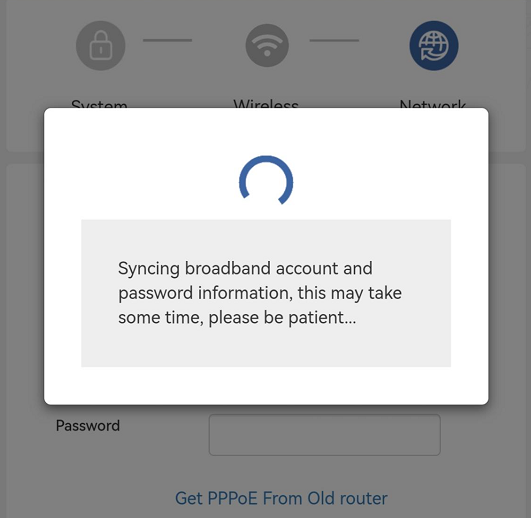 System
Wireless
Network
Syncing broadband account and
password information, this may take
some time, please be patient...
Password
Get PPPoE From Old router